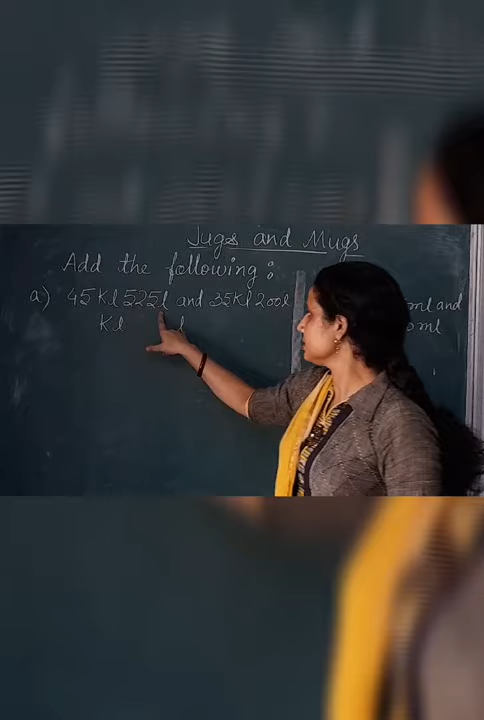 Jugs and Mugs
Add the following :
a) 45 Kl 525 l and 35 Kl 200 l
ml and
Kl l
ml